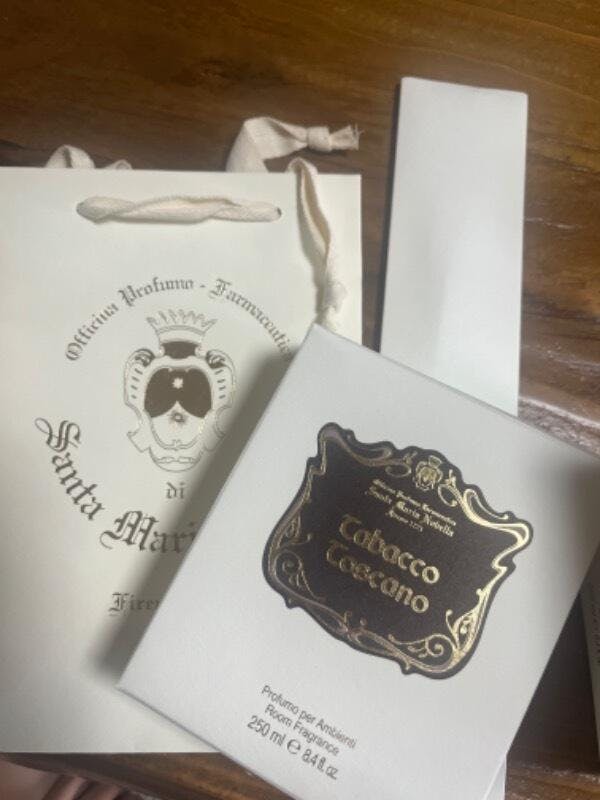 Officina Profumo - Farmaceutic
di
Santa Mari
Fire
Officina Profumo Farmaceutica
Santa Maria Novella
Tabacco
Toscano
Profumo per Ambienti
Room Fragrance
250 ml ℮ 8.4 fl. oz.